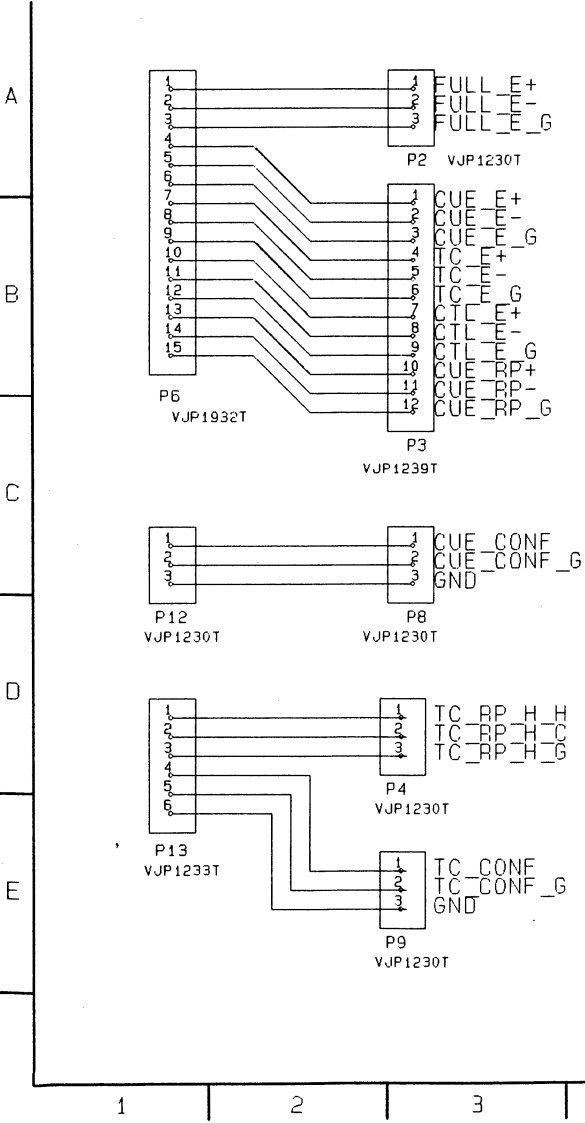 A
B
C
D
E
1
2
3
4
5
6
7
8
9
10
11
12
13
14
15
P6
VJP1932T
1 FULL_E+
2 FULL_E-
3 FULL_E_G
P2 VJP1230T
1 CUE_E+
2 CUE_E-
3 CUE_E_G
4 TC_E+
5 TC_E-
6 TC_E_G
7 CTL_E+
8 CTL_E-
9 CTL_E_G
10 CUE_RP+
11 CUE_RP-
12 CUE_RP_G
P3
VJP1239T
1
2
3
P12
VJP1230T
1 CUE_CONF
2 CUE_CONF_G
3 GND
P8
VJP1230T
1
2
3
4
5
6
P13
VJP1233T
1 TC_RP_H_H
2 TC_RP_H_C
3 TC_RP_H_G
P4
VJP1230T
1 TC_CONF
2 TC_CONF_G
3 GND
P9
VJP1230T
1 2 3